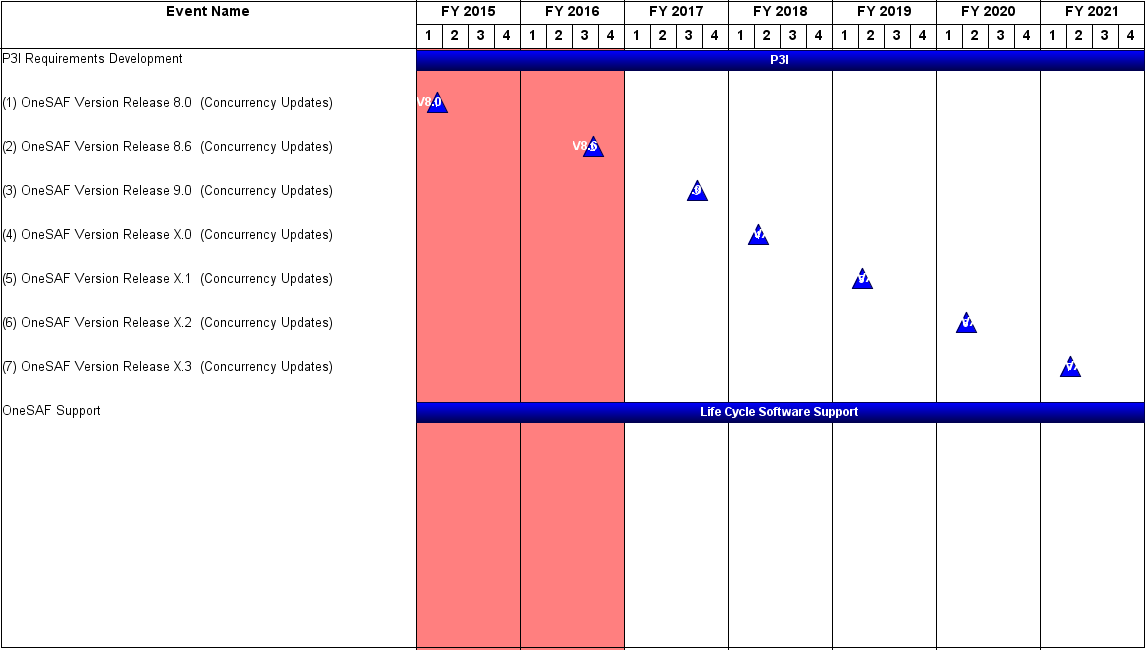 Event Name FY 2015 FY 2016 FY 2017 FY 2018 FY 2019 FY 2020 FY 2021
1 2 3 4 1 2 3 4 1 2 3 4 1 2 3 4 1 2 3 4 1 2 3 4 1 2 3 4
P3I Requirements Development P3I
(1) OneSAF Version Release 8.0 (Concurrency Updates) V8.0
(2) OneSAF Version Release 8.6 (Concurrency Updates) V8.6
(3) OneSAF Version Release 9.0 (Concurrency Updates)
(4) OneSAF Version Release X.0 (Concurrency Updates)
(5) OneSAF Version Release X.1 (Concurrency Updates)
(6) OneSAF Version Release X.2 (Concurrency Updates)
(7) OneSAF Version Release X.3 (Concurrency Updates)
OneSAF Support Life Cycle Software Support